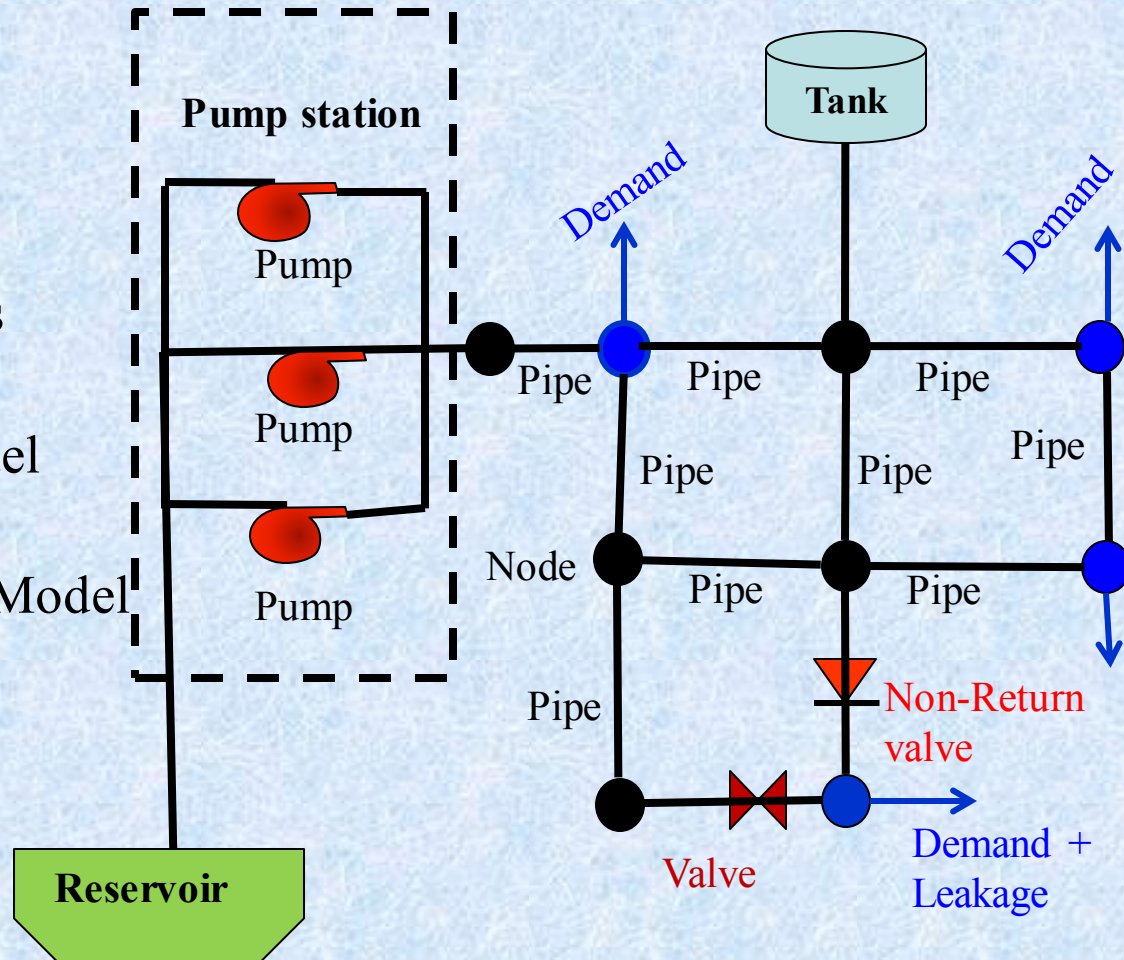 Pump station
Tank
Demand
Demand
Pump
s
Pipe
Pipe
Pipe
Pump
el
Pipe
Pipe
Pipe
Node
Pipe
Pipe
Model
Pump
Pipe
Non-Return
valve
Valve
Demand +
Leakage
Reservoir